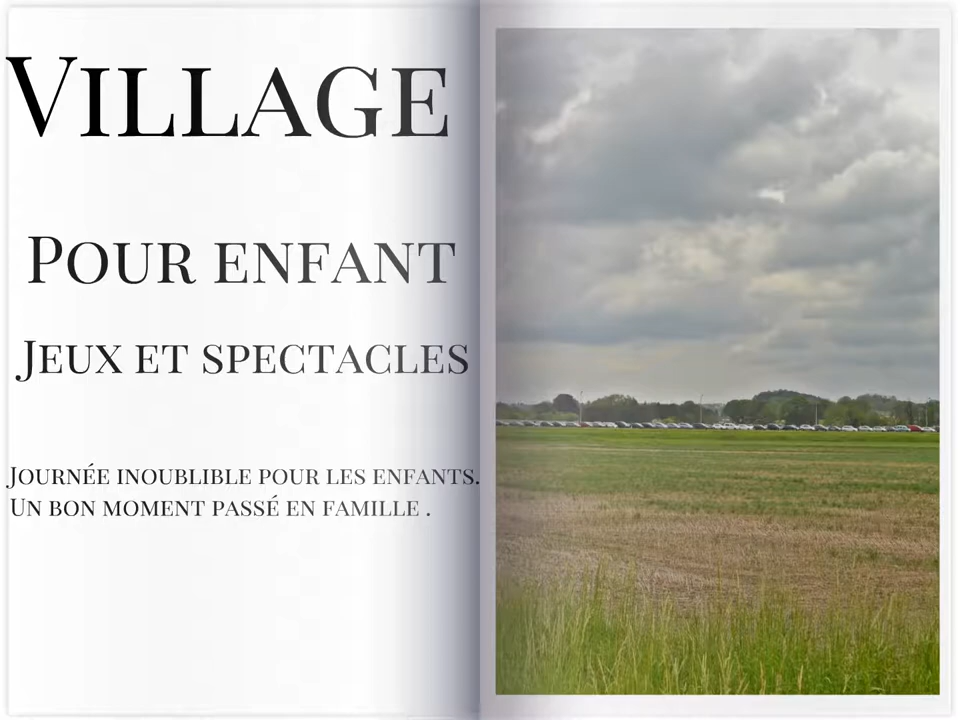 Village
Pour enfant
Jeux et spectacles
Journée inoublible pour les enfants.
Un bon moment passé en famille .